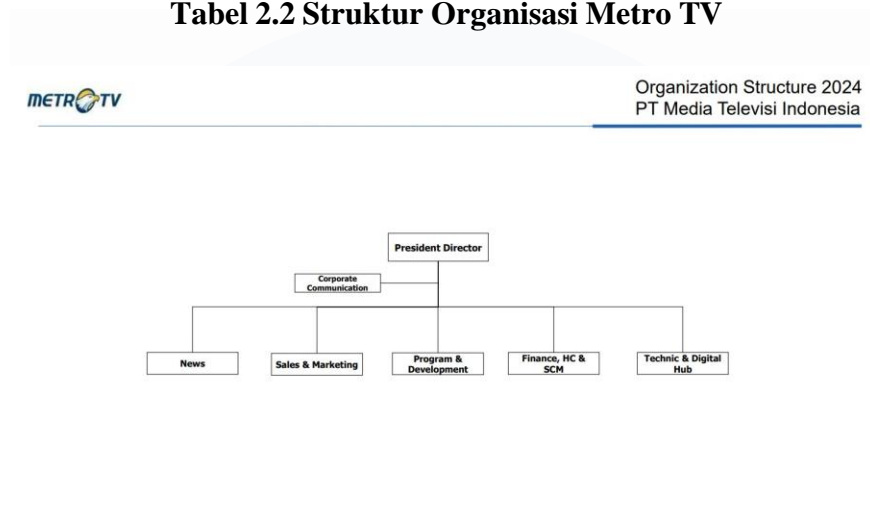 Tabel 2.2 Struktur Organisasi Metro TV
METRO TV
Organization Structure 2024
PT Media Televisi Indonesia
President Director
Corporate
Communication
News
Sales & Marketing
Program &
Development
Finance, HC &
SCM
Technic & Digital
Hub